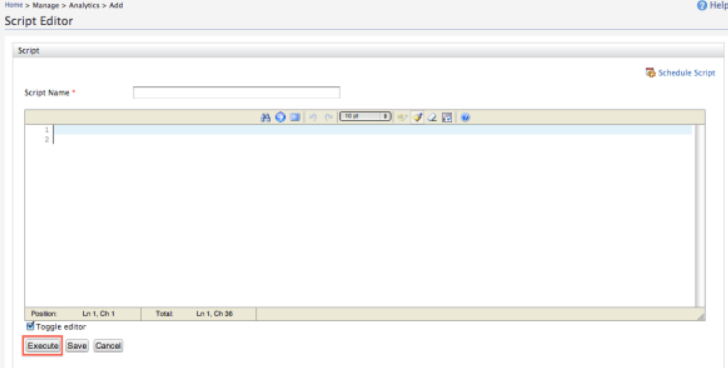 Home > Manage > Analytics > Add
Help
Script Editor
Script
Schedule Script
Script Name *
10 pt
1
2
Position: Ln 1, Ch 1 Total: Ln 1, Ch 36
Toggle editor
Execute Save Cancel